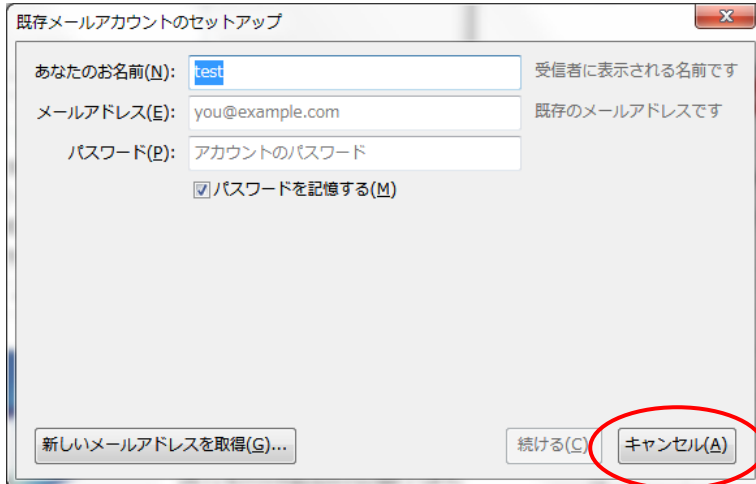 既存メールアカウントのセットアップ
あなたのお名前(N): test 受信者に表示される名前です
メールアドレス(E): you@example.com 既存のメールアドレスです
パスワード(P): アカウントのパスワード
パスワードを記憶する(M)
新しいメールアドレスを取得(G)... 続ける(C) キャンセル(A)